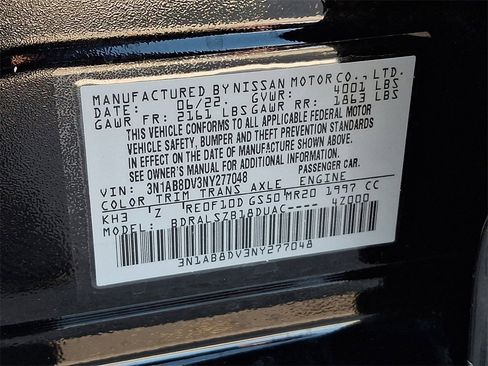 MANUFACTURED BY NISSAN MOTOR CO., LTD.
06/22. GVWR: 4001 LBS
GAWR FR: 2161 LBS GAWR RR: 1863 LBS
THIS VEHICLE CONFORMS TO ALL APPLICABLE FEDERAL MOTOR
VEHICLE SAFETY, BUMPER AND THEFT PREVENTION STANDARDS
IN EFFECT ON THE DATE OF MANUFACTURE SHOWN ABOVE.
SEE OWNER'S MANUAL FOR ADDITIONAL INFORMATION.
VIN: 3N1AB8DV3NY277048 PASSENGER CAR.
COLOR TRIM TRANS AXLE ENGINE
KH3 Z RE0F10D GS50 MR20 1997 CC
MODEL: BDRALSZB18DUAC---- 4Z000
3N1AB8DV3NY277048